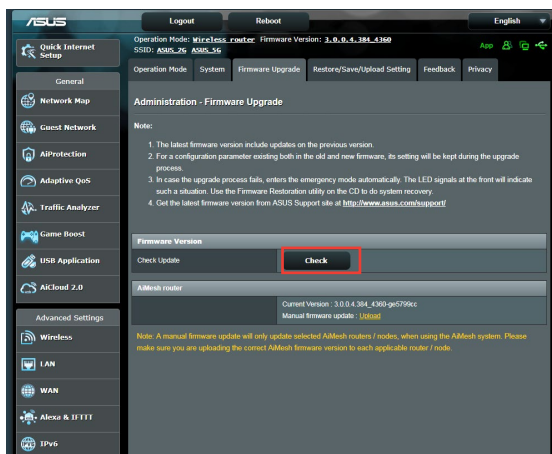 ASUS
Logout
Reboot
English
Quick Internet
Setup
Operation Mode: Wireless router Firmware Version: 3.0.0.4.384_4360
SSID: ASUS_2G ASUS_5G
App
Operation Mode System Firmware Upgrade Restore/Save/Upload Setting Feedback Privacy
General
Network Map
Guest Network
AiProtection
Adaptive QoS
Traffic Analyzer
Game Boost
USB Application
AiCloud 2.0
Advanced Settings
Wireless
LAN
WAN
Alexa & IFTTT
IPv6
Administration - Firmware Upgrade
Note:
1. The latest firmware version include updates on the previous version.
2. For a configuration parameter existing both in the old and new firmware, its setting will be kept during the upgrade
process.
3. In case the upgrade process fails, enters the emergency mode automatically. The LED signals at the front will indicate
such a situation. Use the Firmware Restoration utility on the CD to do system recovery.
4. Get the latest firmware version from ASUS Support site at http://www.asus.com/support/
Firmware Version
Check Update Check
AiMesh router
Current Version : 3.0.0.4.384_4360-ge5799cc
Manual firmware update : Upload
Note: A manual firmware update will only update selected AiMesh routers / nodes, when using the AiMesh system. Please
make sure you are uploading the correct AiMesh firmware version to each applicable router / node.